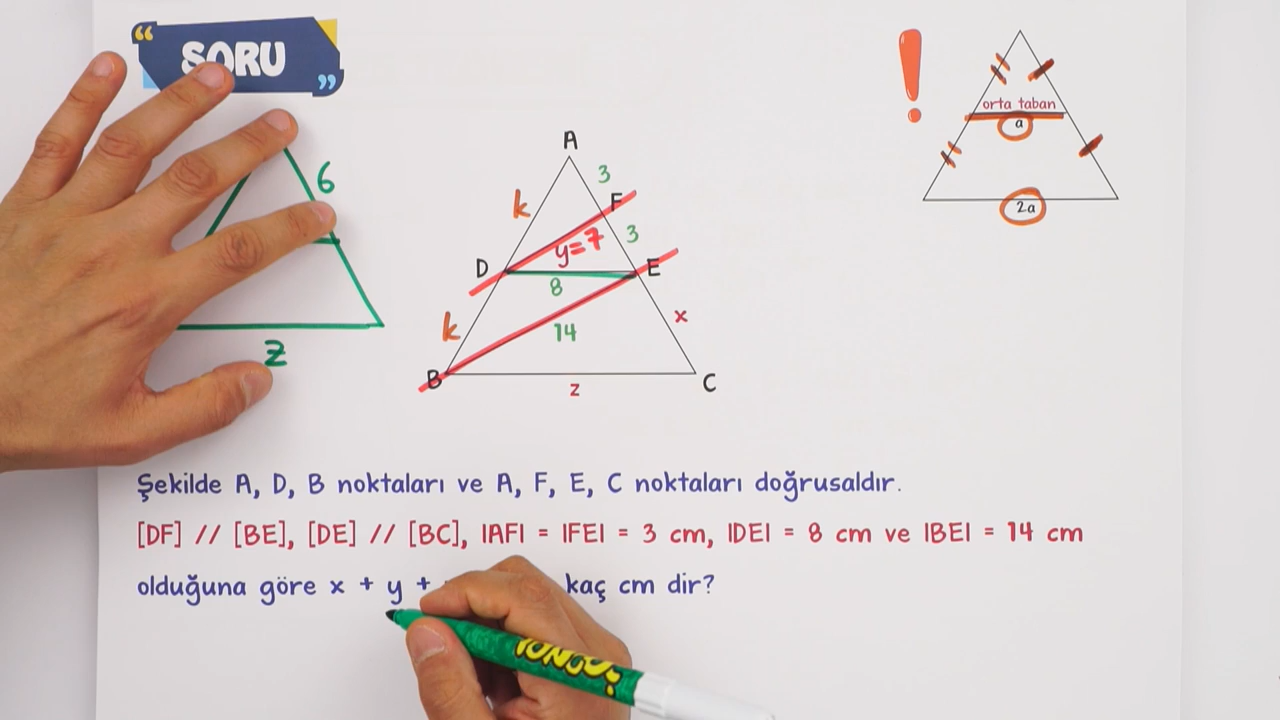 “ SORU ”
6
z
A
3
k
F
y=7
3
D
E
8
k
14
x
B
z
C
!
orta taban
a
2a
Şekilde A, D, B noktaları ve A, F, E, C noktaları doğrusaldır.
[DF] // [BE], [DE] // [BC], |AF| = |FE| = 3 cm, |DE| = 8 cm ve |BE| = 14 cm
olduğuna göre x + y + kaç cm dir?